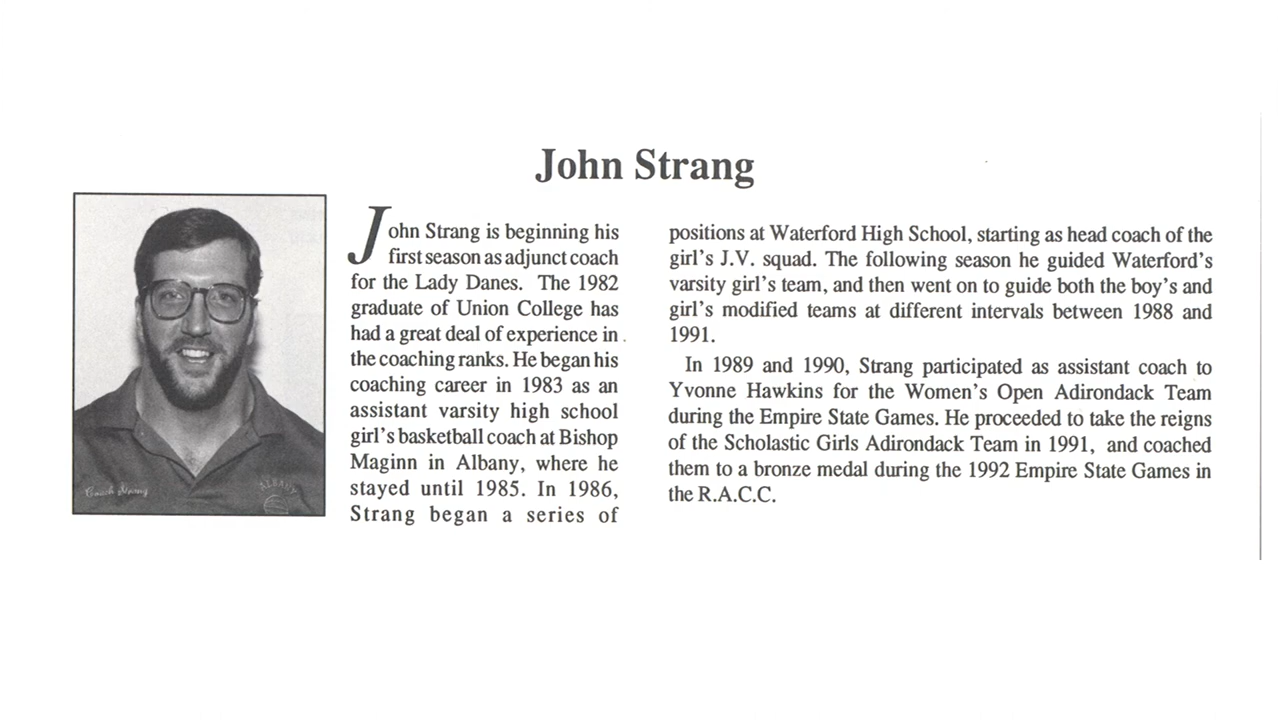 John Strang
John Strang is beginning his
first season as adjunct coach
for the Lady Danes. The 1982
graduate of Union College has
had a great deal of experience in
the coaching ranks. He began his
coaching career in 1983 as an
assistant varsity high school
girl's basketball coach at Bishop
Maginn in Albany, where he
stayed until 1985. In 1986,
Strang began a series of
positions at Waterford High School, starting as head coach of the
girl's J.V. squad. The following season he guided Waterford's
varsity girl's team, and then went on to guide both the boy's and
girl's modified teams at different intervals between 1988 and
1991.
In 1989 and 1990, Strang participated as assistant coach to
Yvonne Hawkins for the Women's Open Adirondack Team
during the Empire State Games. He proceeded to take the reigns
of the Scholastic Girls Adirondack Team in 1991, and coached
them to a bronze medal during the 1992 Empire State Games in
the R.A.C.C.
Coach Strang
ALBANY